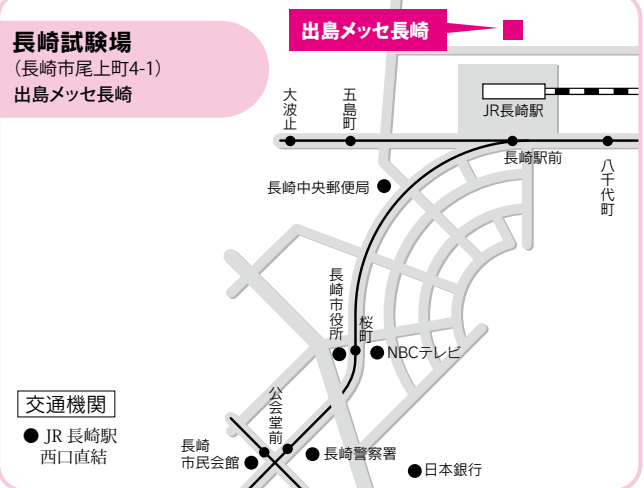 長崎試験場
（長崎市尾上町4-1）
出島メッセ長崎
出島メッセ長崎
JR長崎駅
大波止
五島町
長崎駅前
八千代町
長崎中央郵便局
長崎市役所
桜町
NBCテレビ
公会堂前
長崎
市民会館
長崎警察署
日本銀行
交通機関
● JR 長崎駅
西口直結